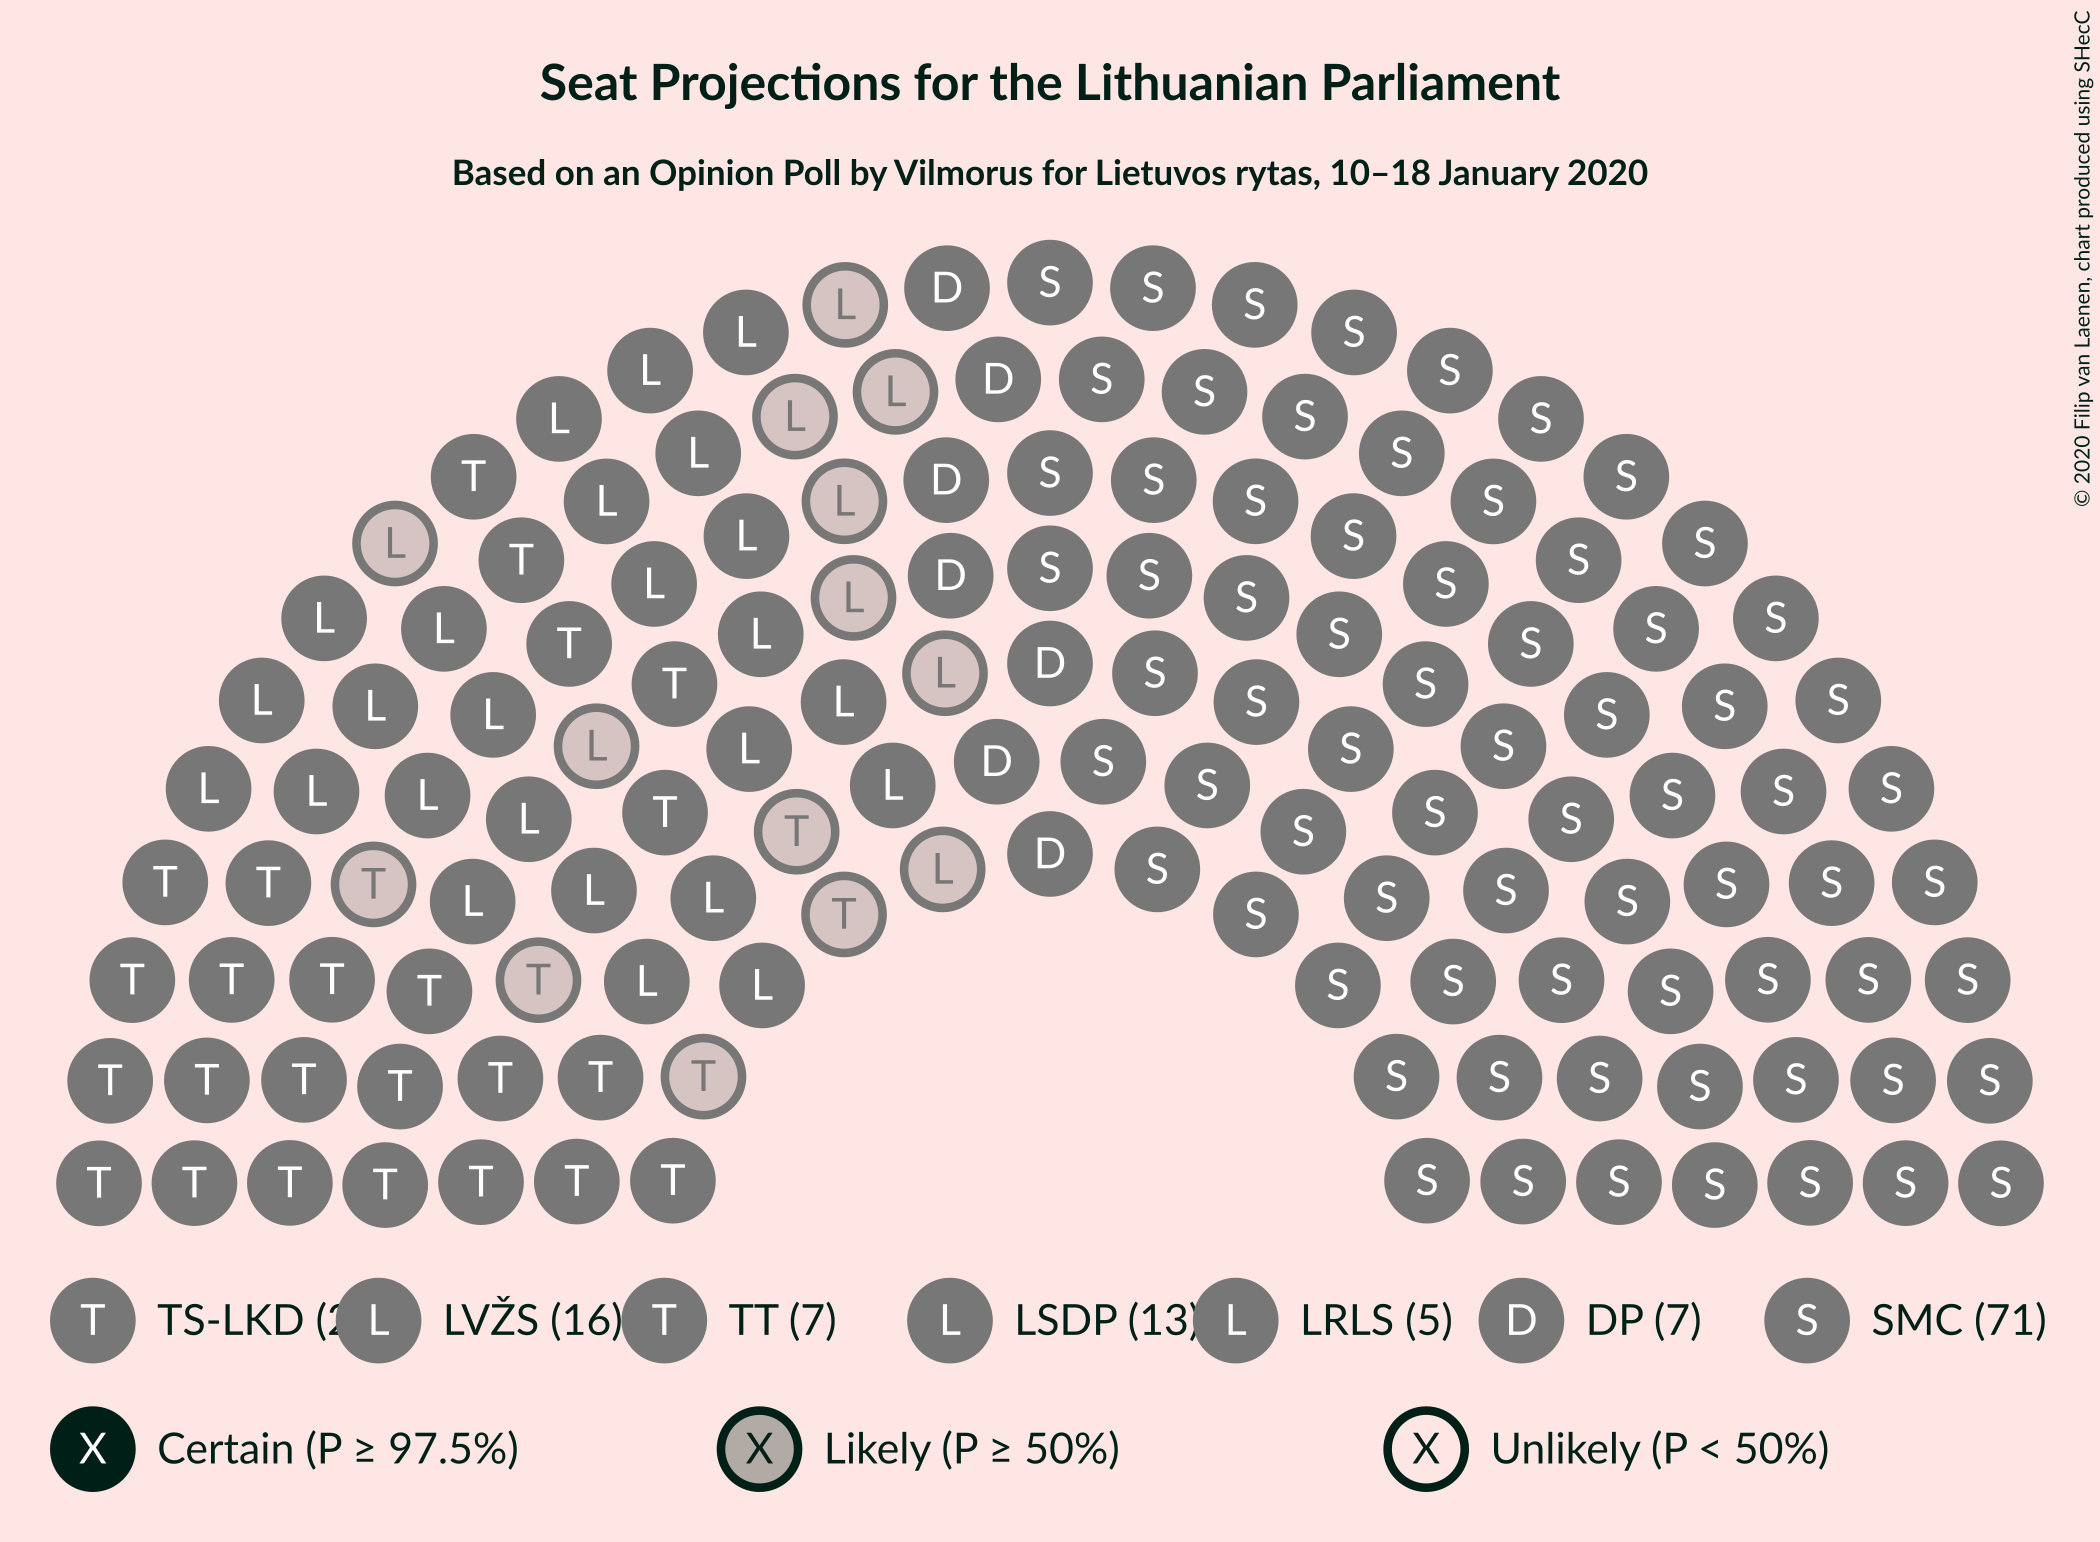 Seat Projections for the Lithuanian Parliament
Based on an Opinion Poll by Vilmorus for Lietuvos rytas, 10–18 January 2020
© 2020 Filip van Laenen, chart produced using SHecC
L D S S S
L S
L L L D S S S S
L S S S
T L L D S S S S S
L T L L D S S S S S S
L L T L L L D S S S S S S S
L L L L T L L D S S S S S S S S
L L L L T L T L D S S S S S S S S
T T T L L L T L D S S S S S S S S
T T T T T L L S S S S S S S
T T T T T T T S S S S S S S
T T T T T T T S S S S S S S
T TS-LKD ( L LVŽS (16) T TT (7) L LSDP (13) L LRLS (5) D DP (7) S SMC (71)
X Certain (P ≥ 97.5%) X Likely (P ≥ 50%) X Unlikely (P < 50%)